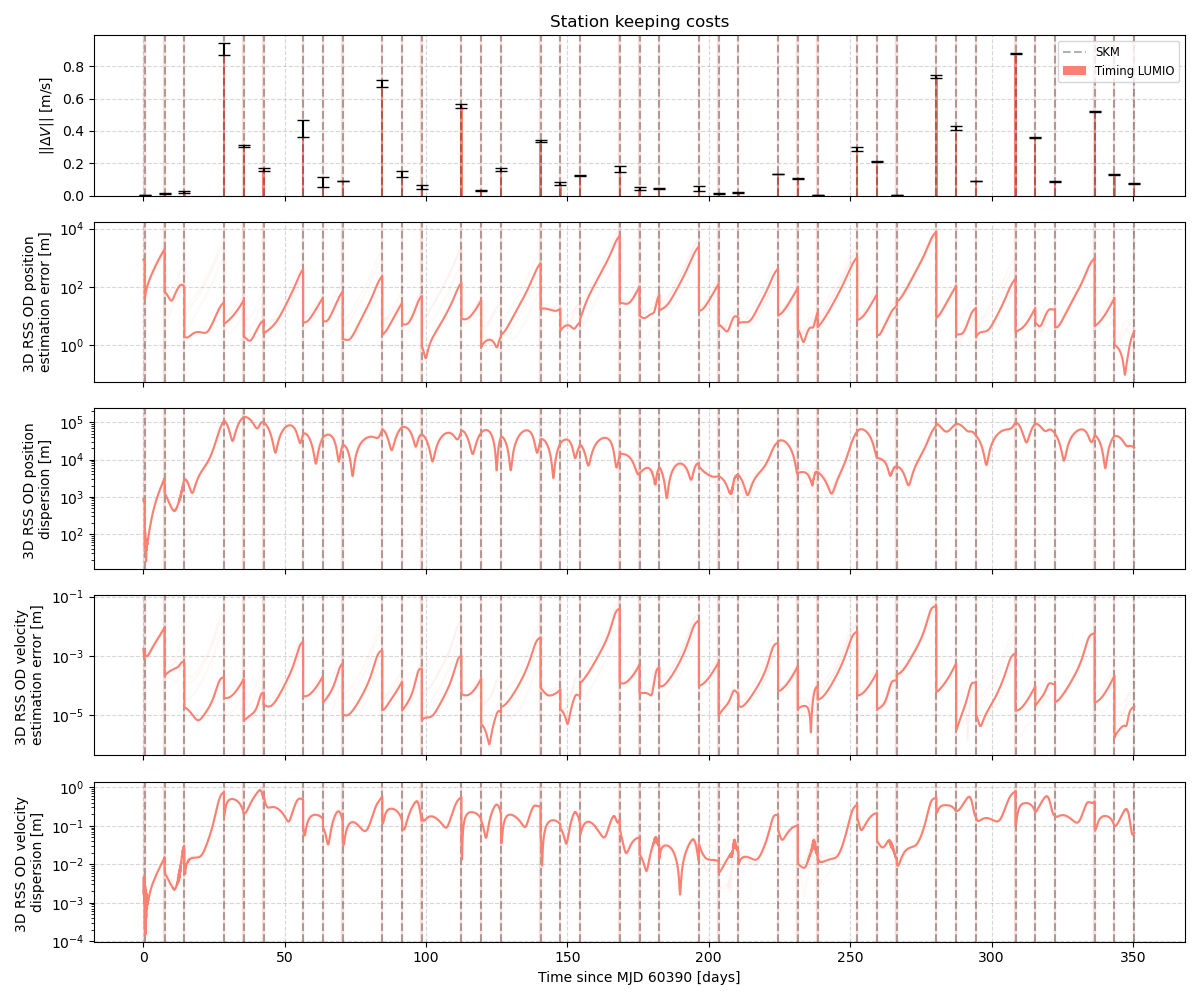 Station keeping costs
||ΔV|| [m/s]
0.8
0.6
0.4
0.2
0.0
SKM
Timing LUMIO
3D RSS OD position
estimation error [m]
10^4
10^2
10^0
3D RSS OD position
dispersion [m]
10^5
10^4
10^3
10^2
3D RSS OD velocity
estimation error [m]
10^−1
10^−3
10^−5
3D RSS OD velocity
dispersion [m]
10^0
10^−1
10^−2
10^−3
10^−4
0 50 100 150 200 250 300 350
Time since MJD 60390 [days]